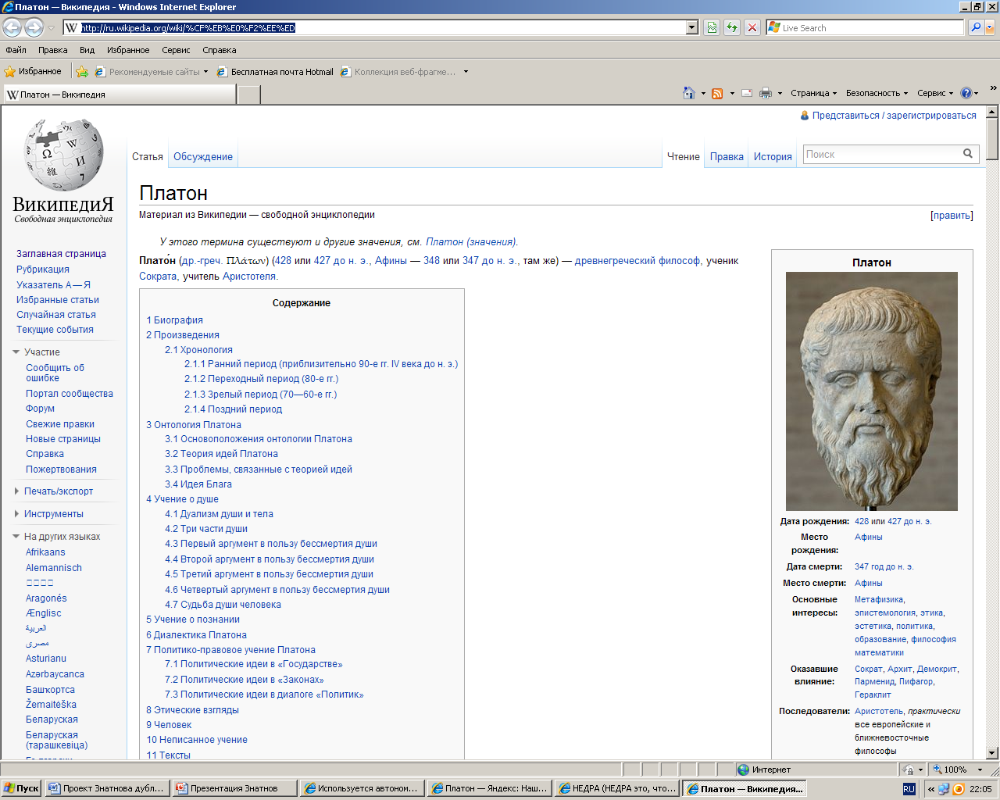 Платон — Википедия - Windows Internet Explorer
http://ru.wikipedia.org/wiki/%CF%EB%E0%F2%EE%ED
Live Search
Файл Правка Вид Избранное Сервис Справка
Избранное Рекомендуемые сайты Бесплатная почта Hotmail Коллекция веб-фрагме...
Платон — Википедия
Страница Безопасность Сервис
Представиться / зарегистрироваться
Статья Обсуждение Чтение Правка История Поиск
ВикипедиЯ
Свободная энциклопедия
Заглавная страница
Рубрикация
Указатель А — Я
Избранные статьи
Случайная статья
Текущие события
Участие
Сообщить об
ошибке
Портал сообщества
Форум
Свежие правки
Новые страницы
Справка
Пожертвования
Печать/экспорт
Инструменты
На других языках
Afrikaans
Alemannisch
Aragonés
Ænglisc
العربية
مصرى
Asturianu
Azərbaycanca
Башҡортса
Žemaitėška
Беларуская
Беларуская
(тарашкевіца)
Платон
Материал из Википедии — свободной энциклопедии
[править]
У этого термина существуют и другие значения, см. Платон (значения).
Плато́н (др.-греч. Πλάτων) (428 или 427 до н. э., Афины — 348 или 347 до н. э., там же) — древнегреческий философ, ученик
Сократа, учитель Аристотеля.
Содержание
1 Биография
2 Произведения
2.1 Хронология
2.1.1 Ранний период (приблизительно 90-е гг. IV века до н. э.)
2.1.2 Переходный период (80-е гг.)
2.1.3 Зрелый период (70—60-е гг.)
2.1.4 Поздний период
3 Онтология Платона
3.1 Основоположения онтологии Платона
3.2 Теория идей Платона
3.3 Проблемы, связанные с теорией идей
3.4 Идея Блага
4 Учение о душе
4.1 Дуализм души и тела
4.2 Три части души
4.3 Первый аргумент в пользу бессмертия души
4.4 Второй аргумент в пользу бессмертия души
4.5 Третий аргумент в пользу бессмертия души
4.6 Четвертый аргумент в пользу бессмертия души
4.7 Судьба души человека
5 Учение о познании
6 Диалектика Платона
7 Политико-правовое учение Платона
7.1 Политические идеи в «Государстве»
7.2 Политические идеи в «Законах»
7.3 Политические идеи в диалоге «Политик»
8 Этические взгляды
9 Человек
10 Неписанное учение
11 Тексты
Платон
Дата рождения: 428 или 427 до н. э.
Место
рождения:
Афины
Дата смерти: 347 год до н. э.
Место смерти: Афины
Основные
интересы:
Метафизика,
эпистемология, этика,
эстетика, политика,
образование, философия
математики
Оказавшие
влияние:
Сократ, Архит, Демокрит,
Парменид, Пифагор,
Гераклит
Последователи: Аристотель, практически
все европейские и
ближневосточные
философы
Интернет 100%
Пуск Проект Знатнова дубл... Презентация Знатнов Используется автоном... Платон — Яндекс: Наш... НЕДРА (НЕДРА это, что... Платон — Википедия... RU 22:05